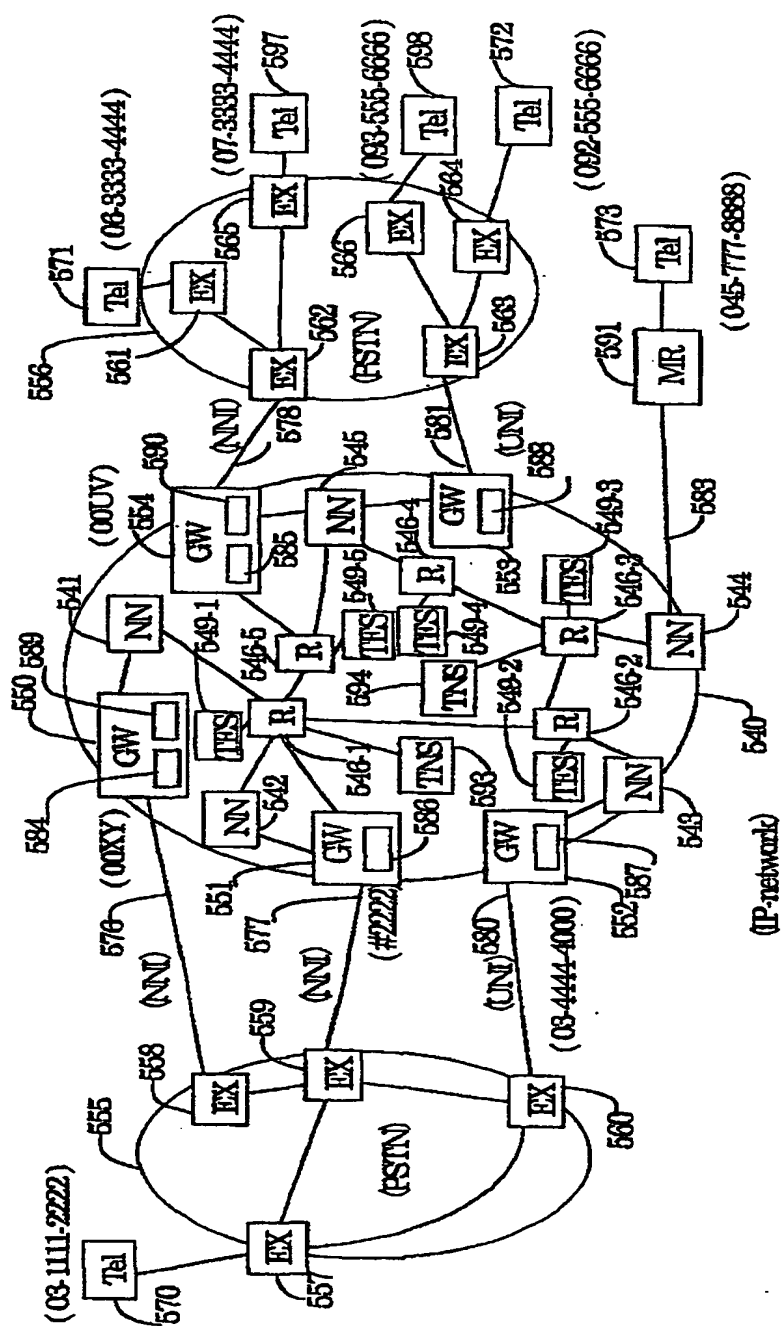 (03-1111-2222)
Tel
570
555
EX
557
(PSTN)
558
EX
559
EX
EX
560
576
(NNI)
577
(NNI)
580
(UNI)
(00XY)
(#2222)
(03-4444-4000)
584
550
589
GW
541
NN
551
GW
586
NN
542
552
GW
587
NN
543
549-1
TES
R
546-1
TNS
593
546-5
R
549-5
TES
TES
549-4
546-4
R
594
TNS
549-2
TES
R
546-2
R
546-3
TES
549-3
NN
544
540
(IP-network)
(00UV)
554
590
GW
585
NN
545
GW
553
588
(NNI)
578
581
(UNI)
583
556
571
Tel
(06-3333-4444)
561
EX
EX
562
(PSTN)
565
EX
(07-3333-4444)
Tel
597
566
EX
(093-555-6666)
Tel
598
564
EX
EX
563
Tel
572
(092-555-6666)
591
MR
573
Tel
(045-777-8888)